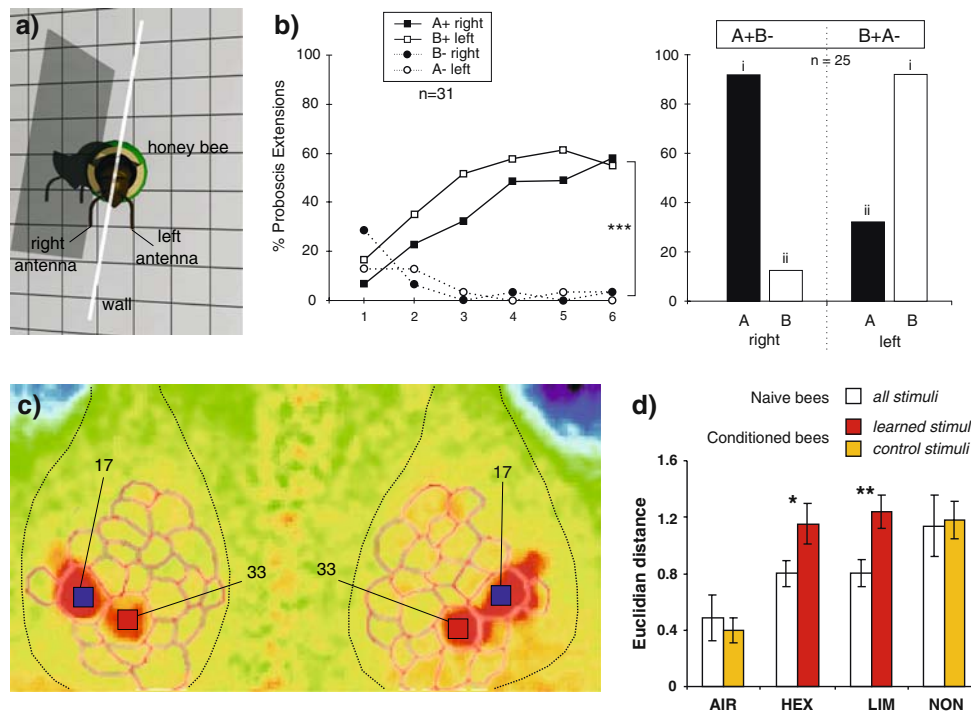 a)
honey bee
right
antenna
left
antenna
wall
b)
A+ right
B+ left
B- right
A- left
n=31
% Proboscis Extensions
100
80
60
40
20
0
1 2 3 4 5 6
***
A+B- B+A-
n = 25
100
80
60
40
20
0
i
ii
ii
i
A B A B
right left
c)
17
33
33
17
d)
Naive bees all stimuli
Conditioned bees learned stimuli
control stimuli
1.6
1.2
0.8
0.4
0
Euclidian distance
*
**
AIR HEX LIM NON